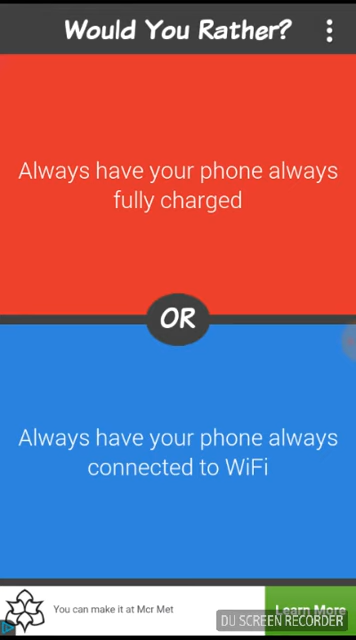 Would You Rather?
Always have your phone always
fully charged
OR
Always have your phone always
connected to WiFi
You can make it at Mcr Met
Learn More
DU SCREEN RECORDER